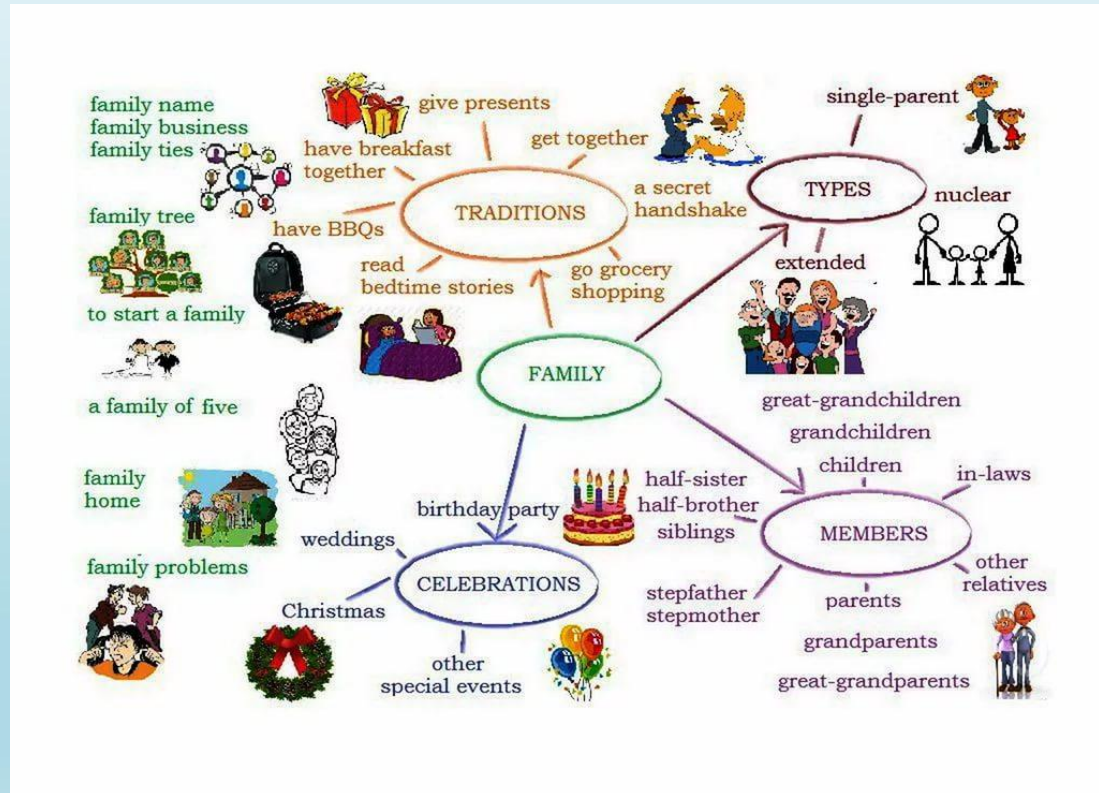 family name
family business
family ties
family tree
to start a family
a family of five
family
home
family problems
give presents
get together
have breakfast
together
a secret
handshake
TRADITIONS
have BBQs
read
bedtime stories
go grocery
shopping
single-parent
TYPES
nuclear
extended
FAMILY
great-grandchildren
grandchildren
children
in-laws
half-sister
half-brother
siblings
MEMBERS
other
relatives
stepfather
stepmother
parents
grandparents
great-grandparents
birthday party
weddings
CELEBRATIONS
Christmas
other
special events